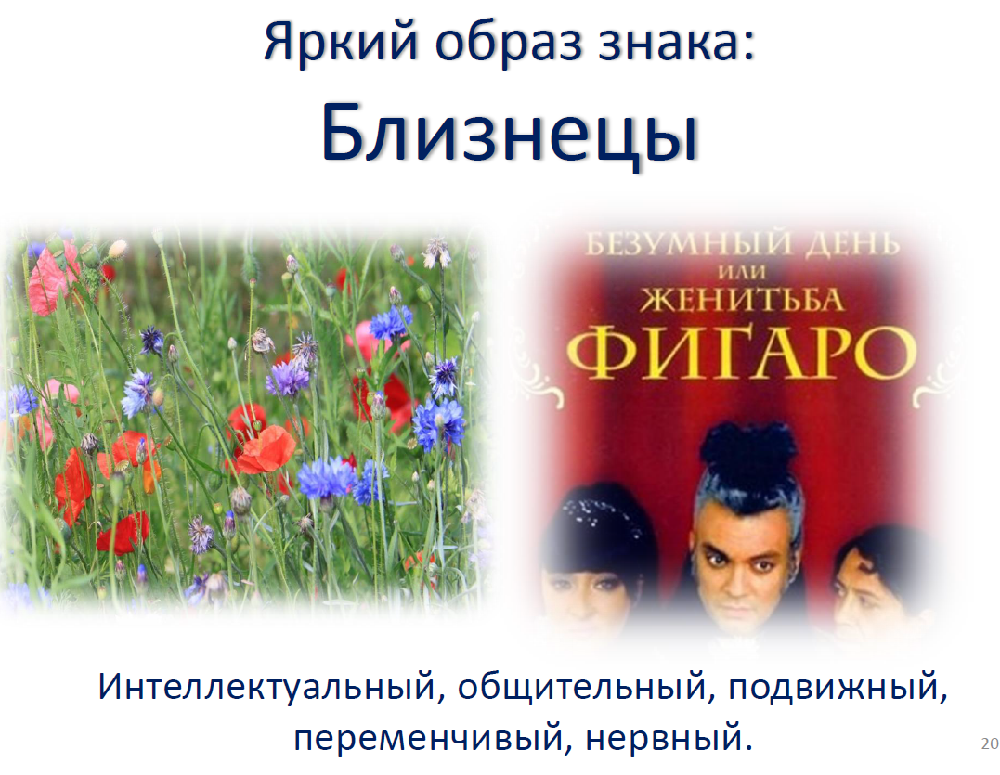 Яркий образ знака:
Близнецы
БЕЗУМНЫЙ ДЕНЬ
ИЛИ
ЖЕНИТЬБА
ФИГАРО
Интеллектуальный, общительный, подвижный,
переменчивый, нервный.
20